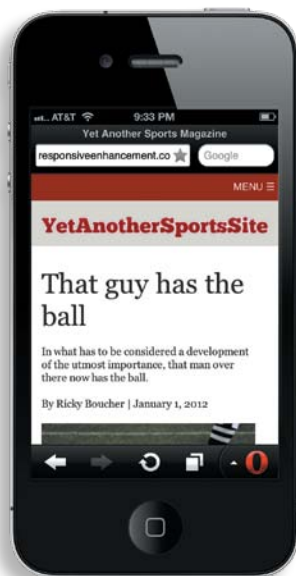 AT&T 9:33 PM
Yet Another Sports Magazine
responsiveenhancement.co Google
MENU ☰
YetAnotherSportsSite
That guy has the
ball
In what has to be considered a development
of the utmost importance, that man over
there now has the ball.
By Ricky Boucher | January 1, 2012